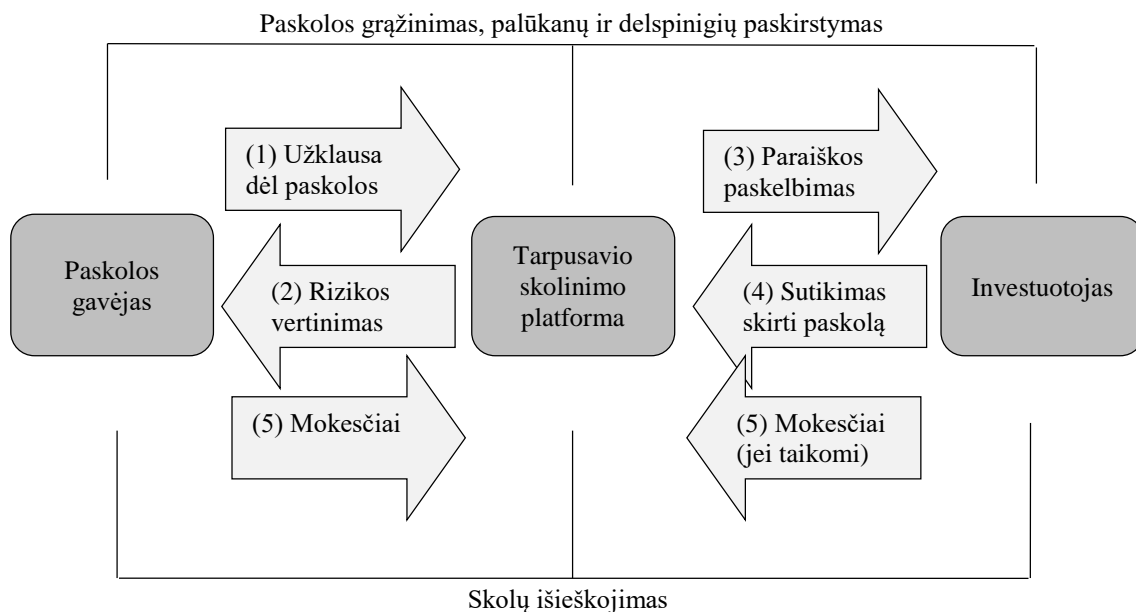 Paskolos grąžinimas, palūkanų ir delspinigių paskirstymas
(1) Užklausa
dėl paskolos
(3) Paraiškos
paskelbimas
Paskolos
gavėjas
(2) Rizikos
vertinimas
Tarpusavio
skolinimo
platforma
(4) Sutikimas
skirti paskolą
Investuotojas
(5) Mokesčiai
(5) Mokesčiai
(jei taikomi)
Skolų išieškojimas